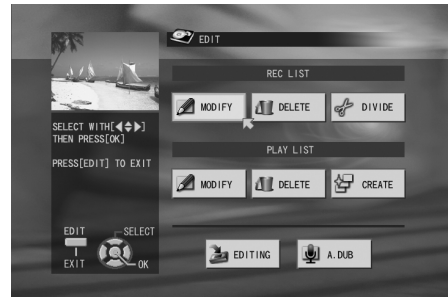 EDIT
REC LIST
MODIFY DELETE DIVIDE
SELECT WITH[◀◆▶]
THEN PRESS[OK]
PRESS[EDIT] TO EXIT
PLAY LIST
MODIFY DELETE CREATE
EDIT SELECT
EXIT OK
EDITING A.DUB